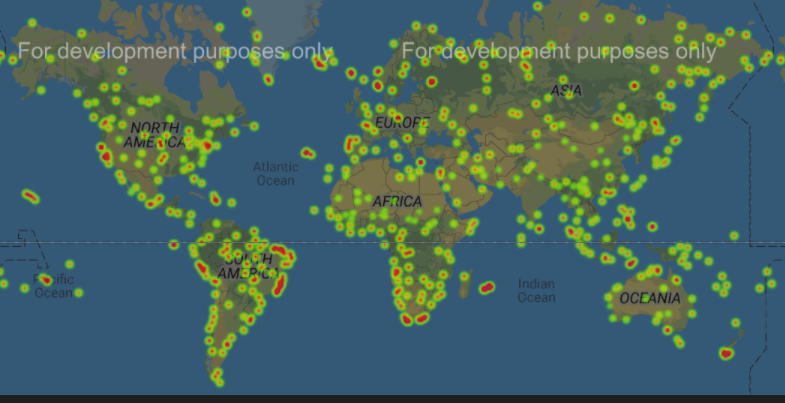 For development purposes only
For development purposes only
ASIA
NORTH
AMERICA
EUROPE
Atlantic
Ocean
AFRICA
SOUTH
AMERICA
Pacific
Ocean
Indian
Ocean
OCEANIA